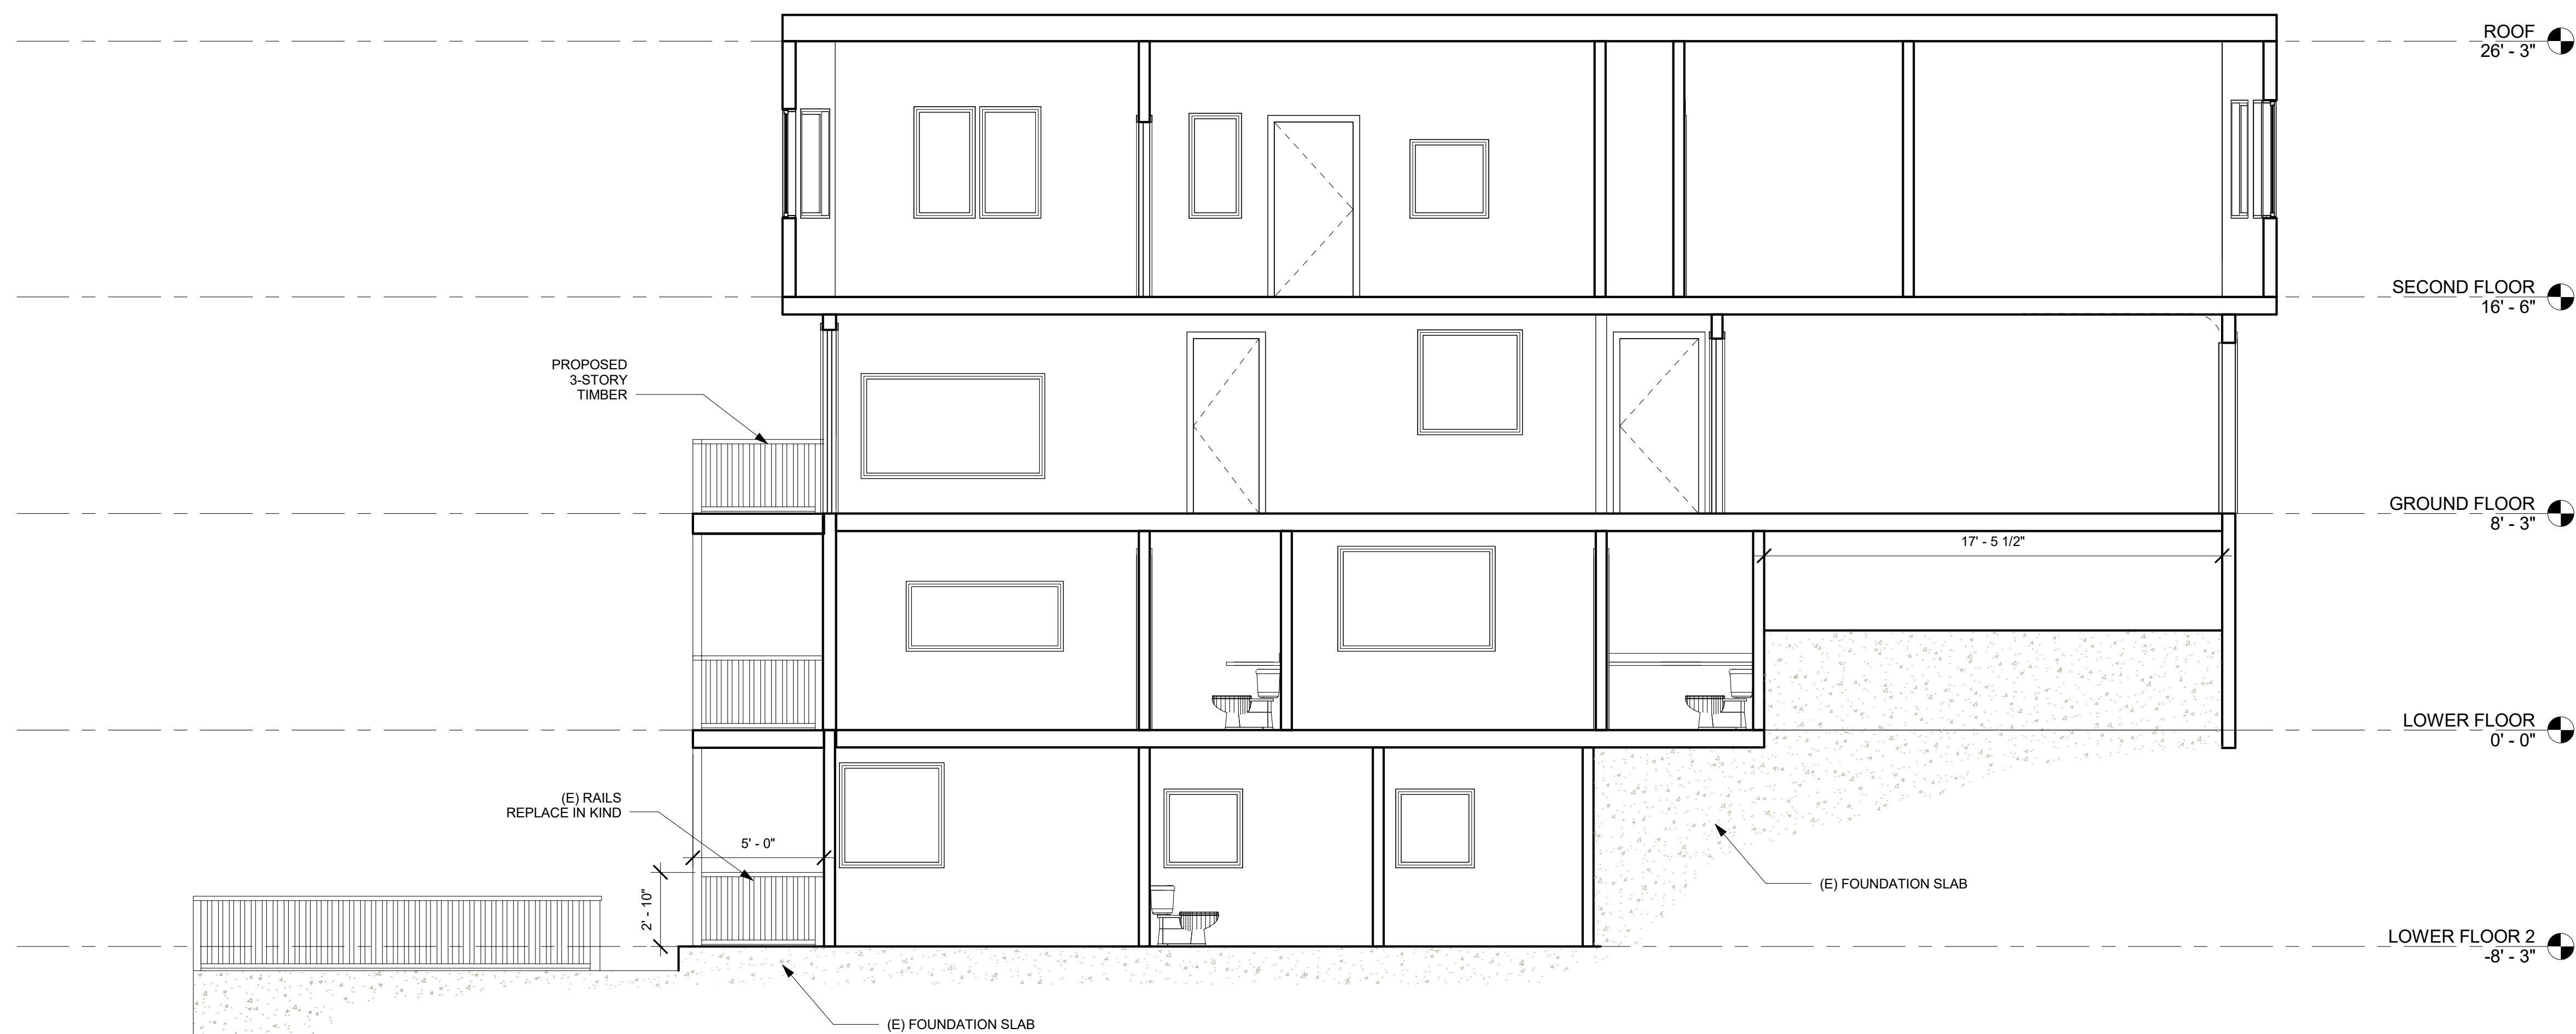 ROOF
26' - 3"
SECOND FLOOR
16' - 6"
PROPOSED
3-STORY
TIMBER
GROUND FLOOR
8' - 3"
17' - 5 1/2"
LOWER FLOOR
0' - 0"
(E) RAILS
REPLACE IN KIND
5' - 0"
2' - 10"
(E) FOUNDATION SLAB
LOWER FLOOR 2
-8' - 3"
(E) FOUNDATION SLAB